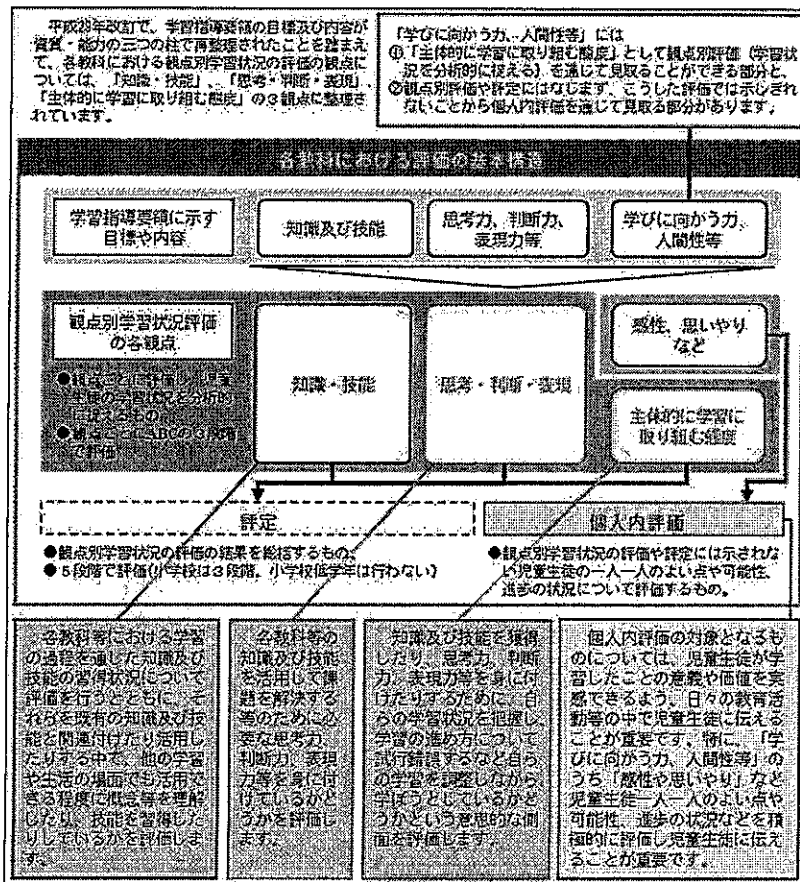 平成29年改訂で、学習指導要領の目標及び内容が
資質・能力の三つの柱で再整理されたことを踏まえ
て、各教科における観点別学習状況の評価の観点に
ついては、「知識・技能」、「思考・判断・表現」、
「主体的に学習に取り組む態度」の3観点に整理さ
れています。
「学びに向かう力、人間性等」には
①「主体的に学習に取り組む態度」として観点別評価(学習状
況を分析的に捉える)を通じて見取ることができる部分と、
②観点別評価や評定にはなじまず、こうした評価では示しきれ
ないことから個人内評価を通じて見取る部分があります。
各教科における評価の基本構造
学習指導要領に示す
目標や内容
知識及び技能
思考力、判断力、
表現力等
学びに向かう力、
人間性等
観点別学習状況評価
の各観点
●観点ごとに評価し、児童
生徒の学習状況を分析的
に捉えるもの
●観点ごとにABCの3段階
で評価
知識・技能
思考・判断・表現
感性、思いやり
など
主体的に学習に
取り組む態度
評定
個人内評価
●観点別学習状況の評価の結果を総括するもの。
●5段階で評価(小学校は3段階。小学校低学年は行わない)
●観点別学習状況の評価や評定には示されな
い児童生徒の一人一人のよい点や可能性、
進歩の状況について評価するもの。
各教科等における学習
の過程を通した知識及び
技能の習得状況について
評価を行うとともに、そ
れらを既有の知識及び技
能と関連付けたり活用し
たりする中で、他の学習
や生活の場面でも活用で
きる程度に概念等を理解
したり、技能を習得した
りしているかを評価しま
す。
各教科等の
知識及び技能
を活用して課
題を解決する
等のために必
要な思考力、
判断力、表現
力等を身に付
けているかど
うかを評価し
ます。
知識及び技能を獲得
したり、思考力、判断
力、表現力等を身に付
けたりするために、自
らの学習状況を把握し、
学習の進め方について
試行錯誤するなど自ら
の学習を調整しながら、
学ぼうとしているかど
うかという意思的な側
面を評価します。
個人内評価の対象となるも
のについては、児童生徒が学
習したことの意義や価値を実
感できるよう、日々の教育活
動等の中で児童生徒に伝える
ことが重要です。特に、「学
びに向かう力、人間性等」の
うち「感性や思いやり」など
児童生徒一人一人のよい点や
可能性、進歩の状況などを積
極的に評価し児童生徒に伝え
ることが重要です。